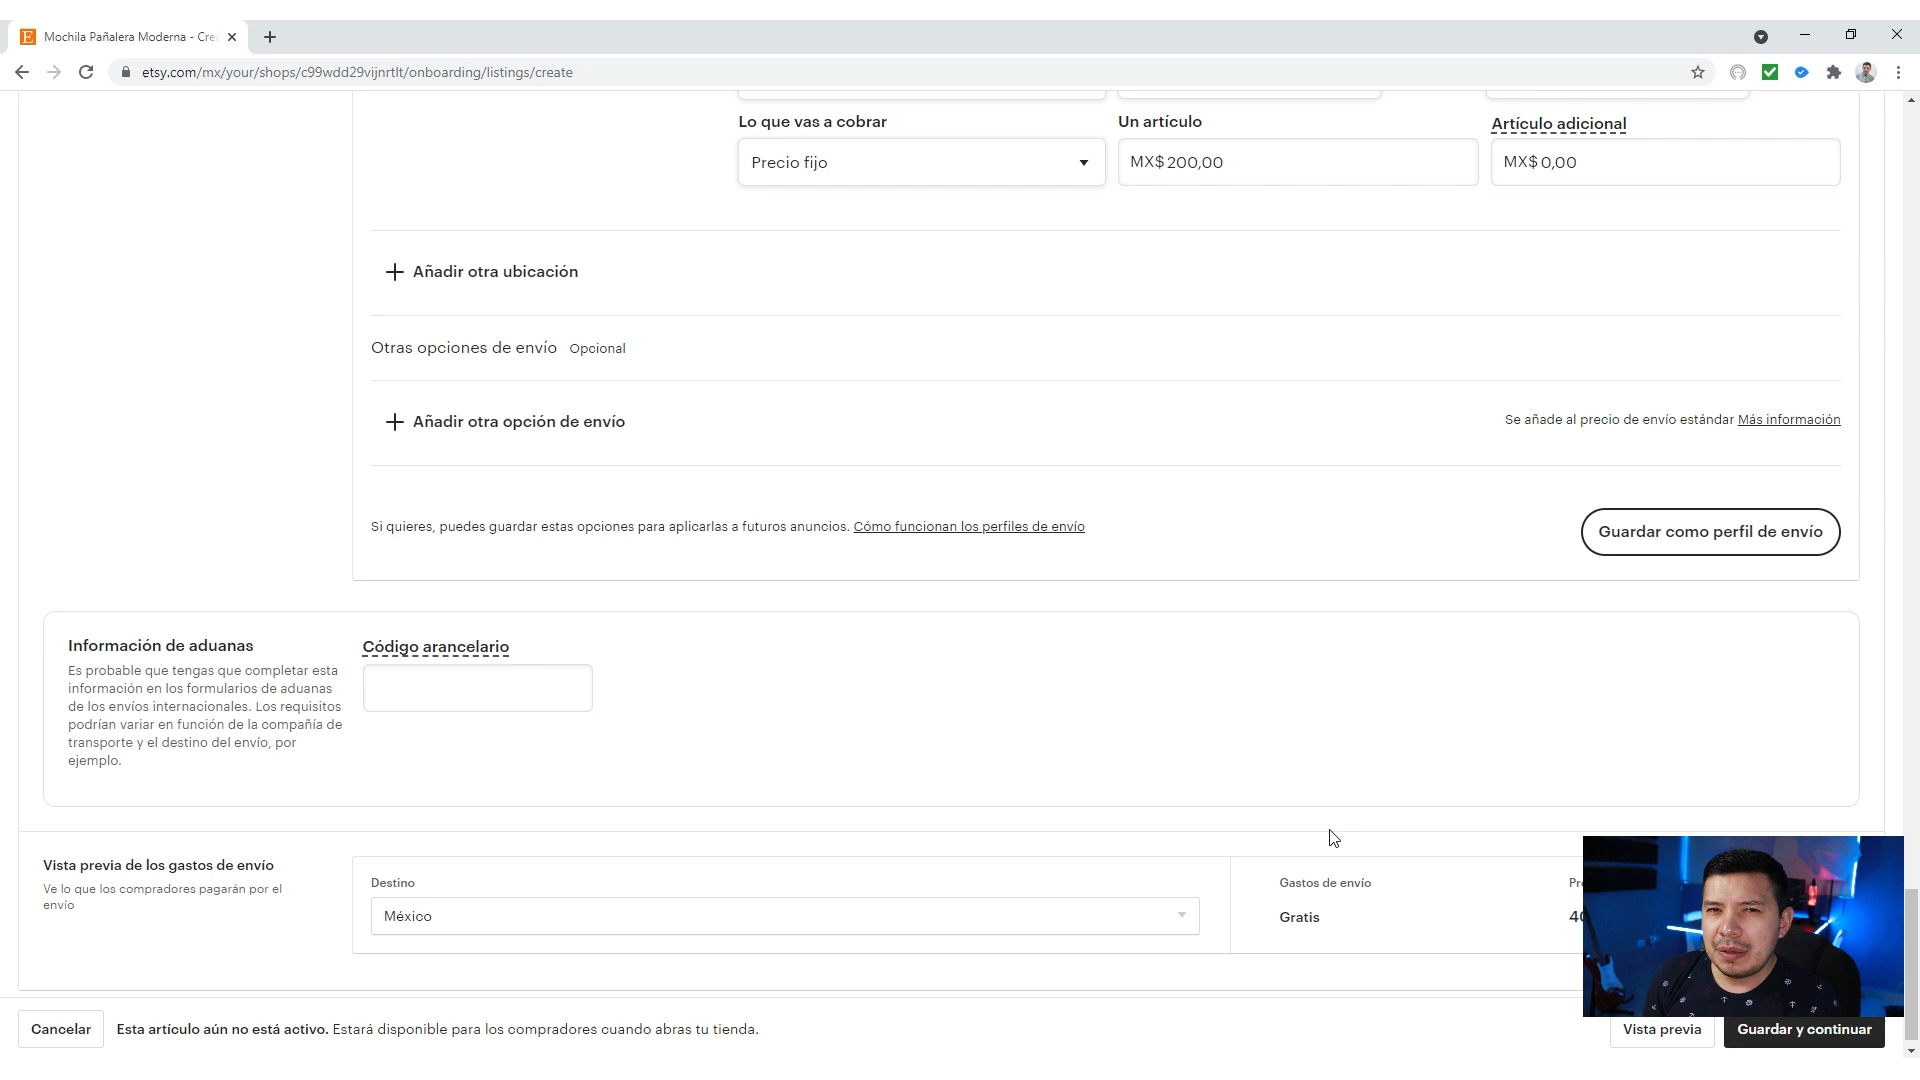 Mochila Pañalera Moderna - Cre
etsy.com/mx/your/shops/c99wdd29vijnrtlt/onboarding/listings/create
Lo que vas a cobrar
Un artículo
Artículo adicional
Precio fijo
MX$ 200,00
MX$ 0,00
Añadir otra ubicación
Otras opciones de envío Opcional
Añadir otra opción de envío
Se añade al precio de envío estándar Más información
Si quieres, puedes guardar estas opciones para aplicarlas a futuros anuncios. Cómo funcionan los perfiles de envío
Guardar como perfil de envío
Información de aduanas
Es probable que tengas que completar esta
información en los formularios de aduanas
de los envíos internacionales. Los requisitos
podrían variar en función de la compañía de
transporte y el destino del envío, por
ejemplo.
Código arancelario
Vista previa de los gastos de envío
Ve lo que los compradores pagarán por el
envío
Destino
México
Gastos de envío
Gratis
Cancelar
Esta artículo aún no está activo. Estará disponible para los compradores cuando abras tu tienda.
Vista previa
Guardar y continuar